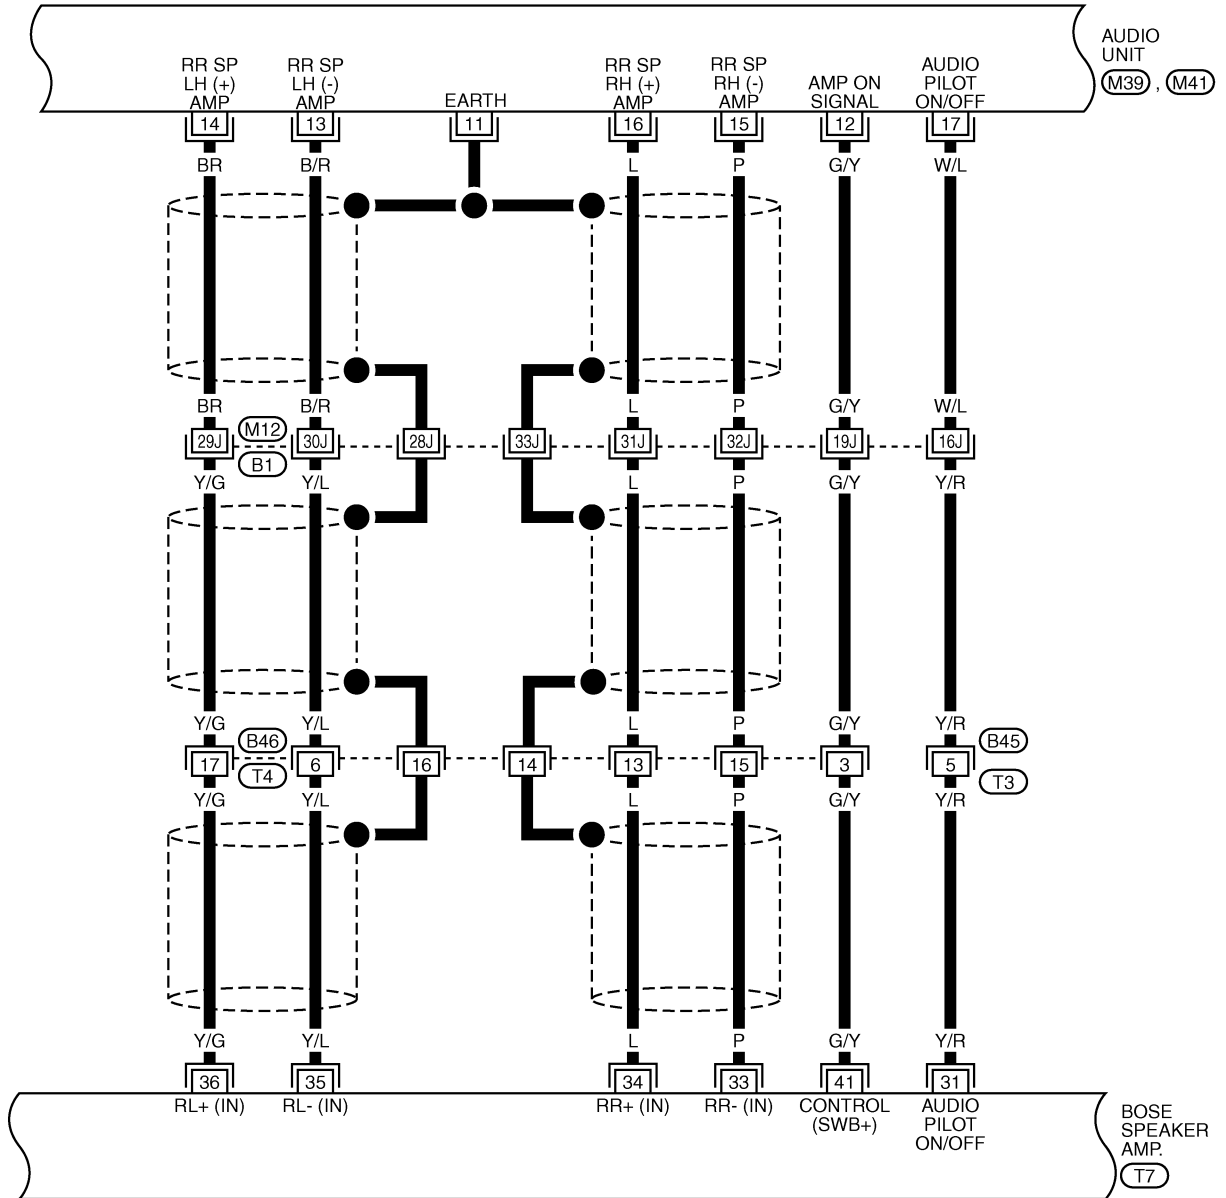 AUDIO
UNIT
M39 , M41
RR SP
LH (+)
AMP
RR SP
LH (-)
AMP
EARTH
RR SP
RH (+)
AMP
RR SP
RH (-)
AMP
AMP ON
SIGNAL
AUDIO
PILOT
ON/OFF
14 13 11 16 15 12 17
BR B/R L P G/Y W/L
BR B/R L P G/Y W/L
M12
29J 30J 28J 33J 31J 32J 19J 16J
B1
Y/G Y/L L P G/Y Y/R
Y/G Y/L L P G/Y Y/R
B46 B45
17 6 16 14 13 15 3 5
T4 T3
Y/G Y/L L P G/Y Y/R
Y/G Y/L L P G/Y Y/R
36 35 34 33 41 31
RL+ (IN)
RL- (IN)
RR+ (IN)
RR- (IN)
CONTROL
(SWB+)
AUDIO
PILOT
ON/OFF
BOSE
SPEAKER
AMP.
T7